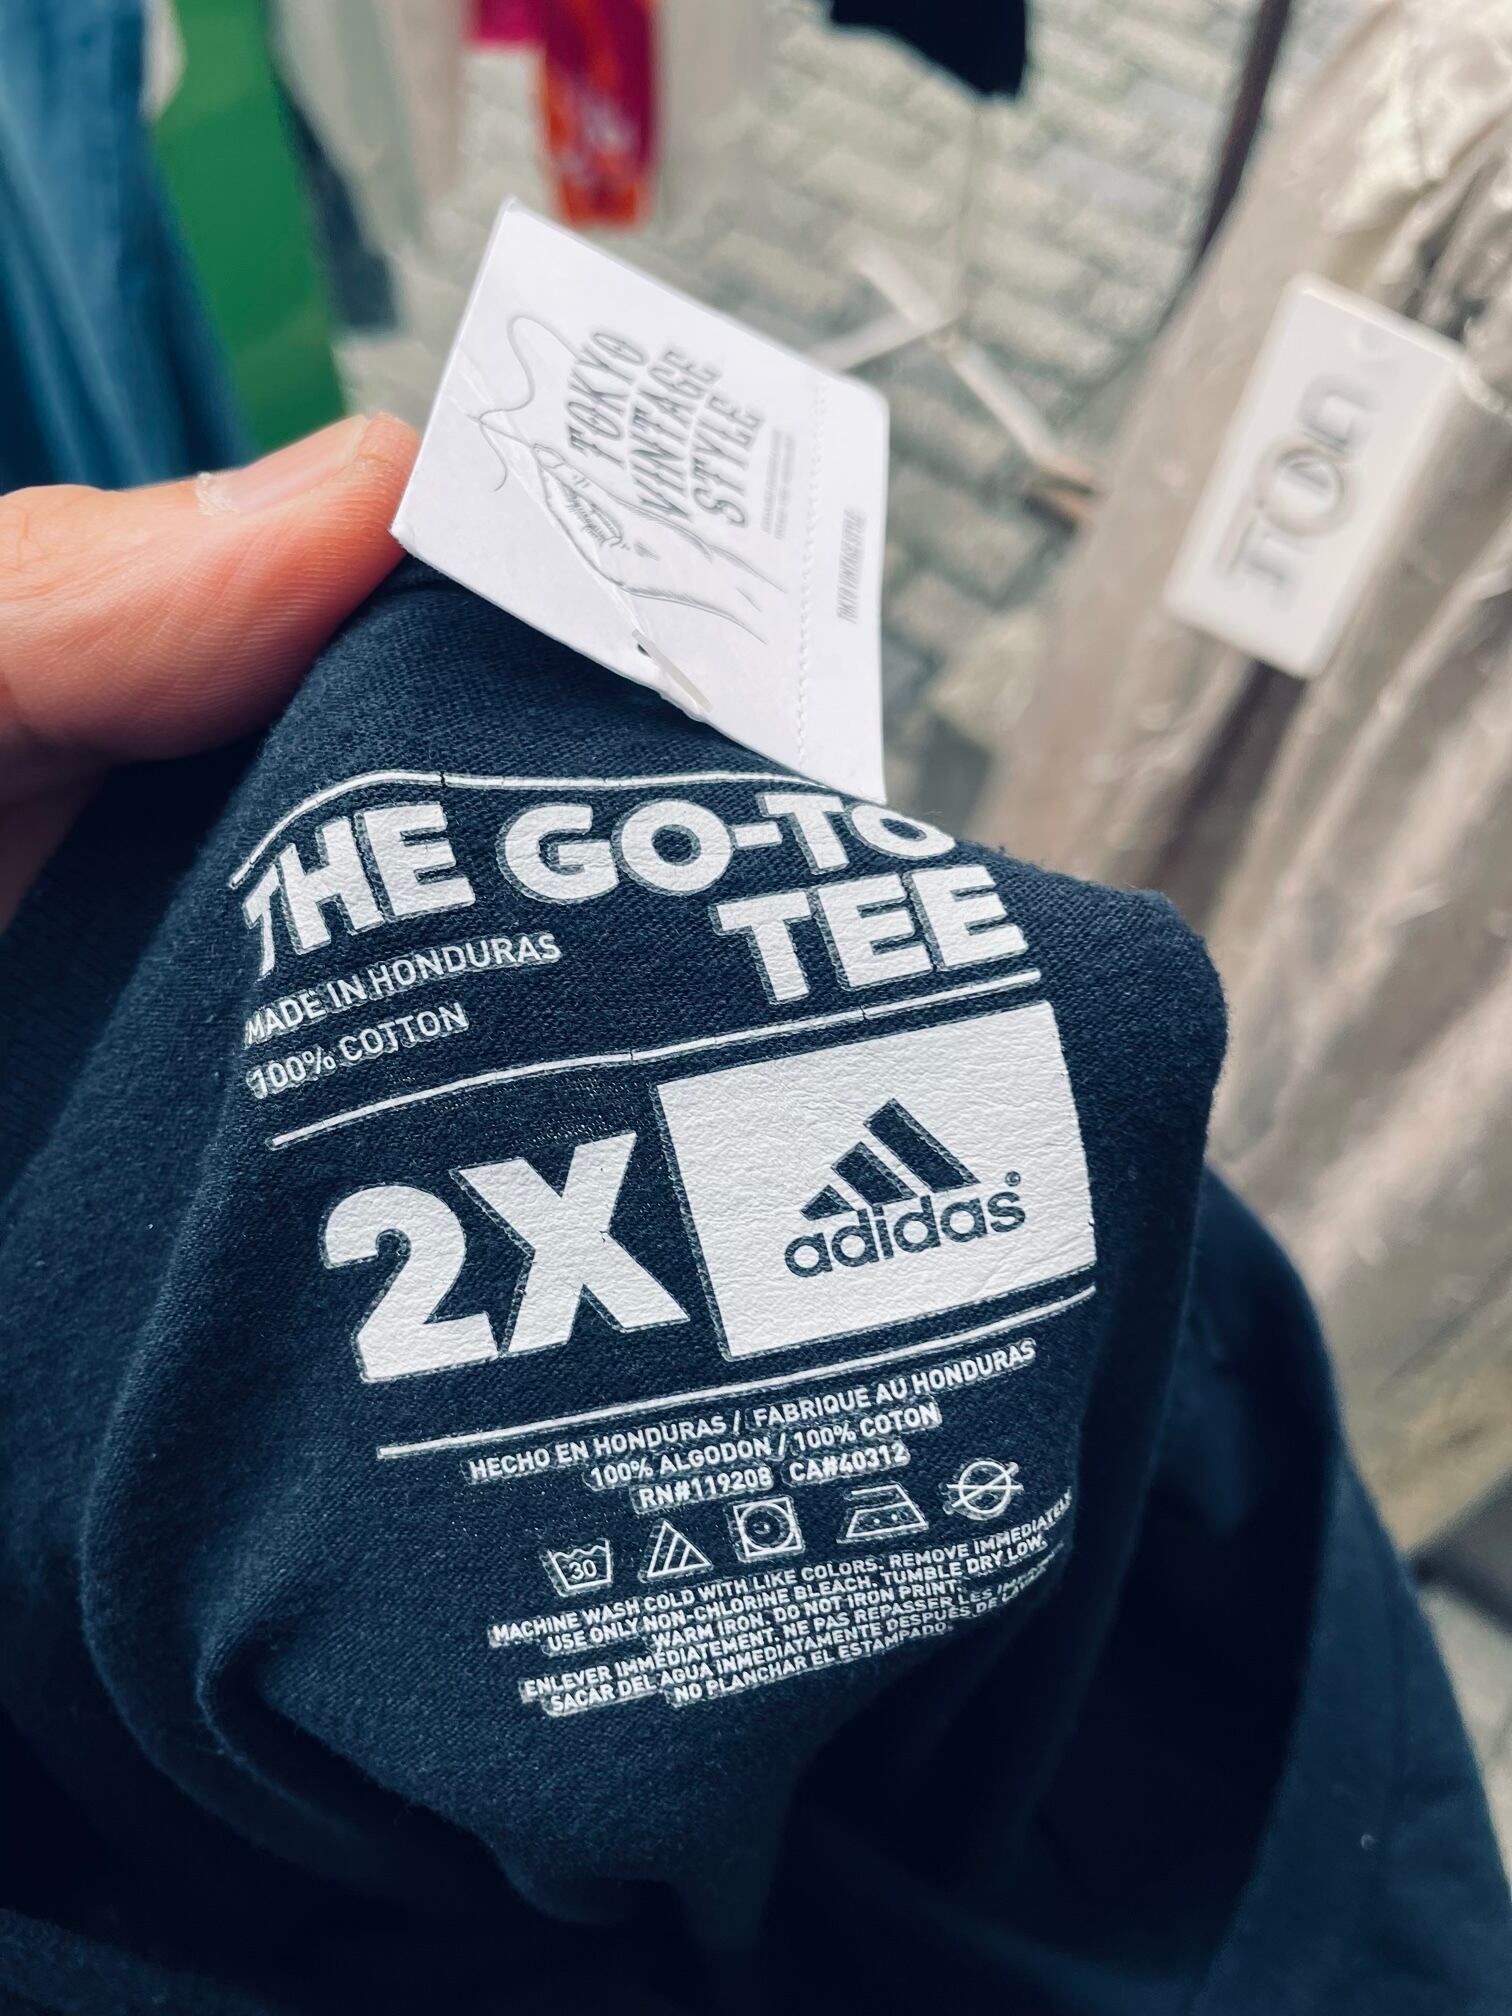 TOKYO
VINTAGE
STYLE
THE GO-TO
TEE
MADE IN HONDURAS
100% COTTON
2X
adidas®
HECHO EN HONDURAS / FABRIQUE AU HONDURAS
100% ALGODON / 100% COTON
RN#119208 CA#40312
30
MACHINE WASH COLD WITH LIKE COLORS. REMOVE IMMEDIATELY.
USE ONLY NON-CHLORINE BLEACH. TUMBLE DRY LOW.
WARM IRON. DO NOT IRON PRINT.
ENLEVER IMMÉDIATEMENT. NE PAS REPASSER LES
SACAR DEL AGUA INMEDIATAMENTE DESPUÉS DE
NO PLANCHAR EL ESTAMPADO.